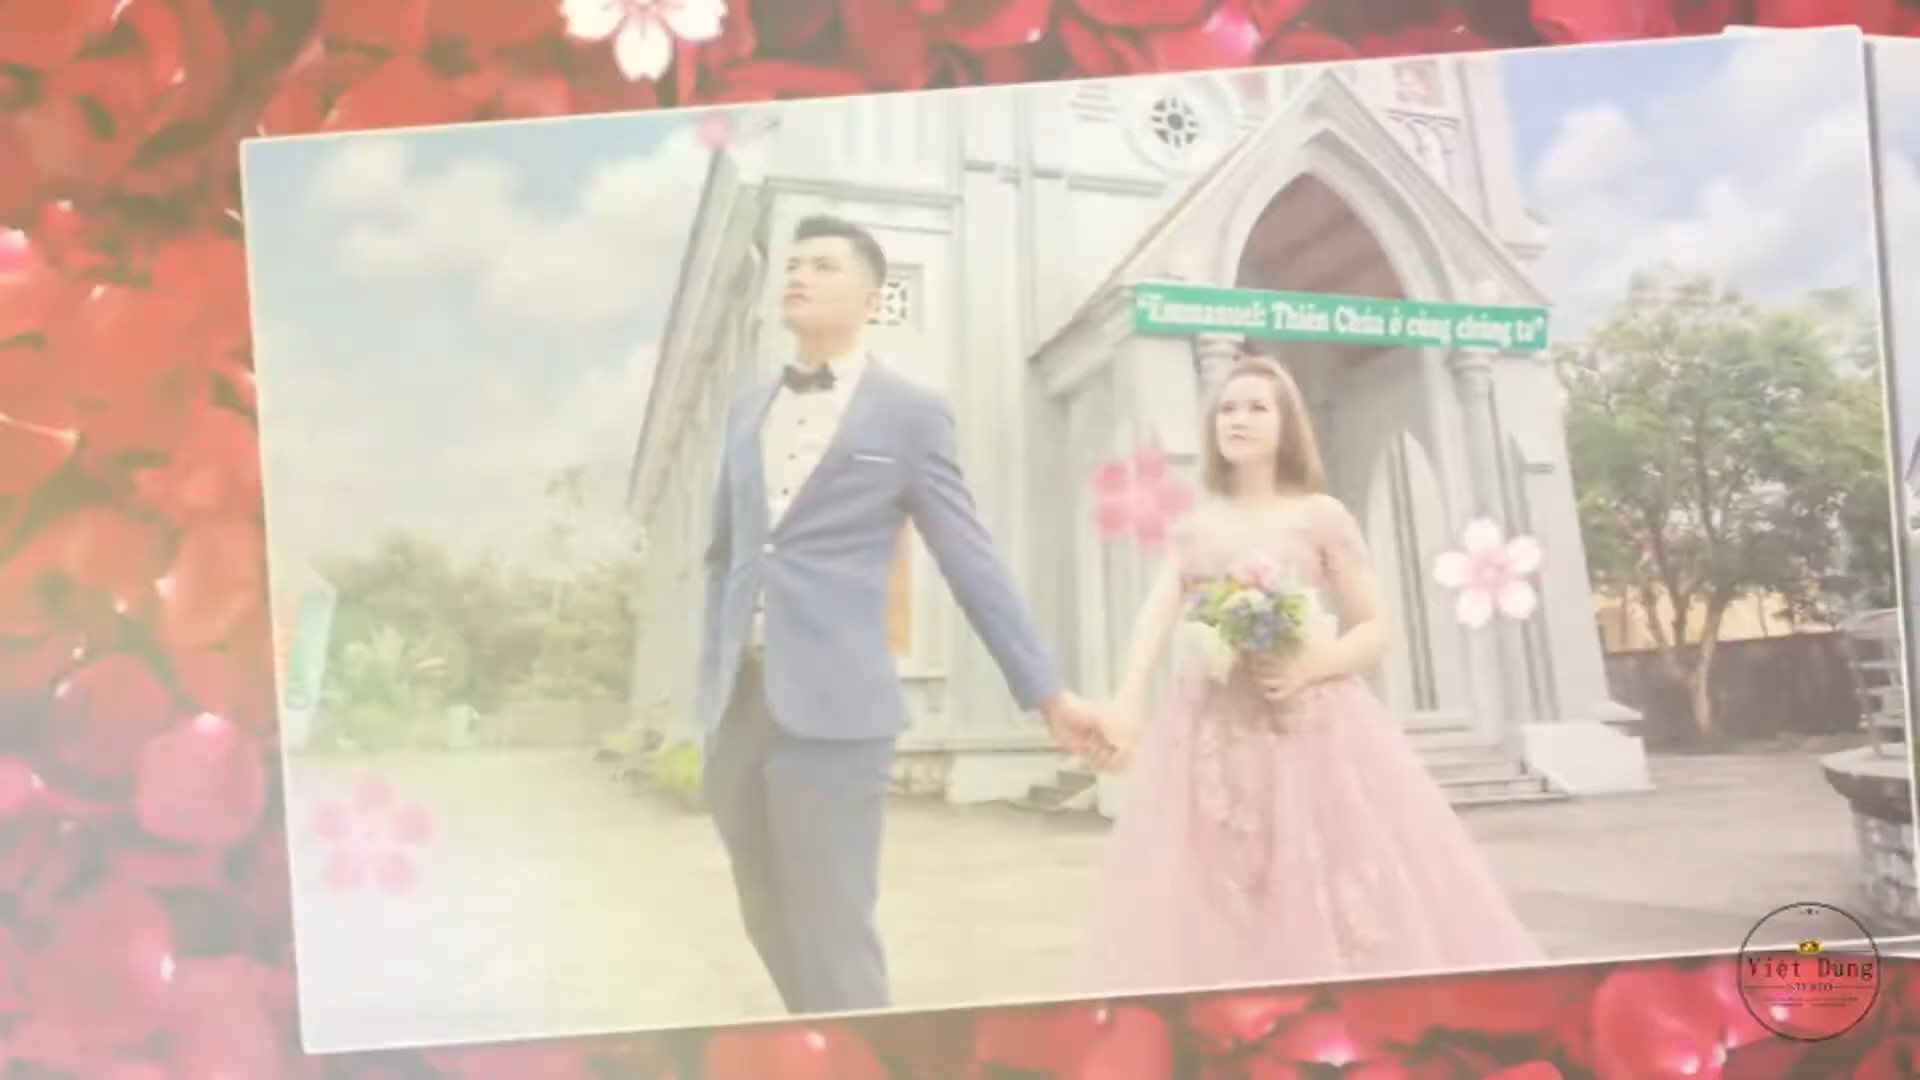 "Emmanuel: Thiên Chúa ở cùng chúng ta"
Việt Dung
STUDIO